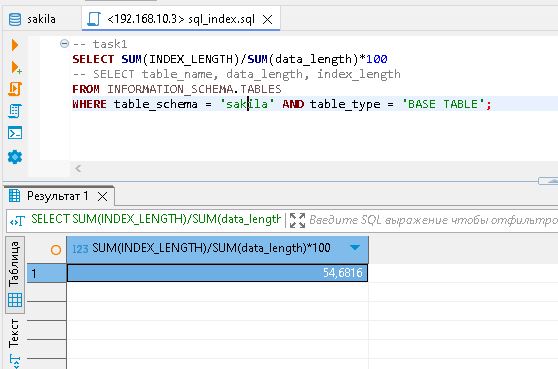 sakila <192.168.10.3> sql_index.sql
-- task1
SELECT SUM(INDEX_LENGTH)/SUM(data_length)*100
-- SELECT table_name, data_length, index_length
FROM INFORMATION_SCHEMA.TABLES
WHERE table_schema = 'sakila' AND table_type = 'BASE TABLE';
Результат 1
SELECT SUM(INDEX_LENGTH)/SUM(data_length Введите SQL выражение чтобы отфильтро
Таблица
Текст
123 SUM(INDEX_LENGTH)/SUM(data_length)*100
1 54,6816